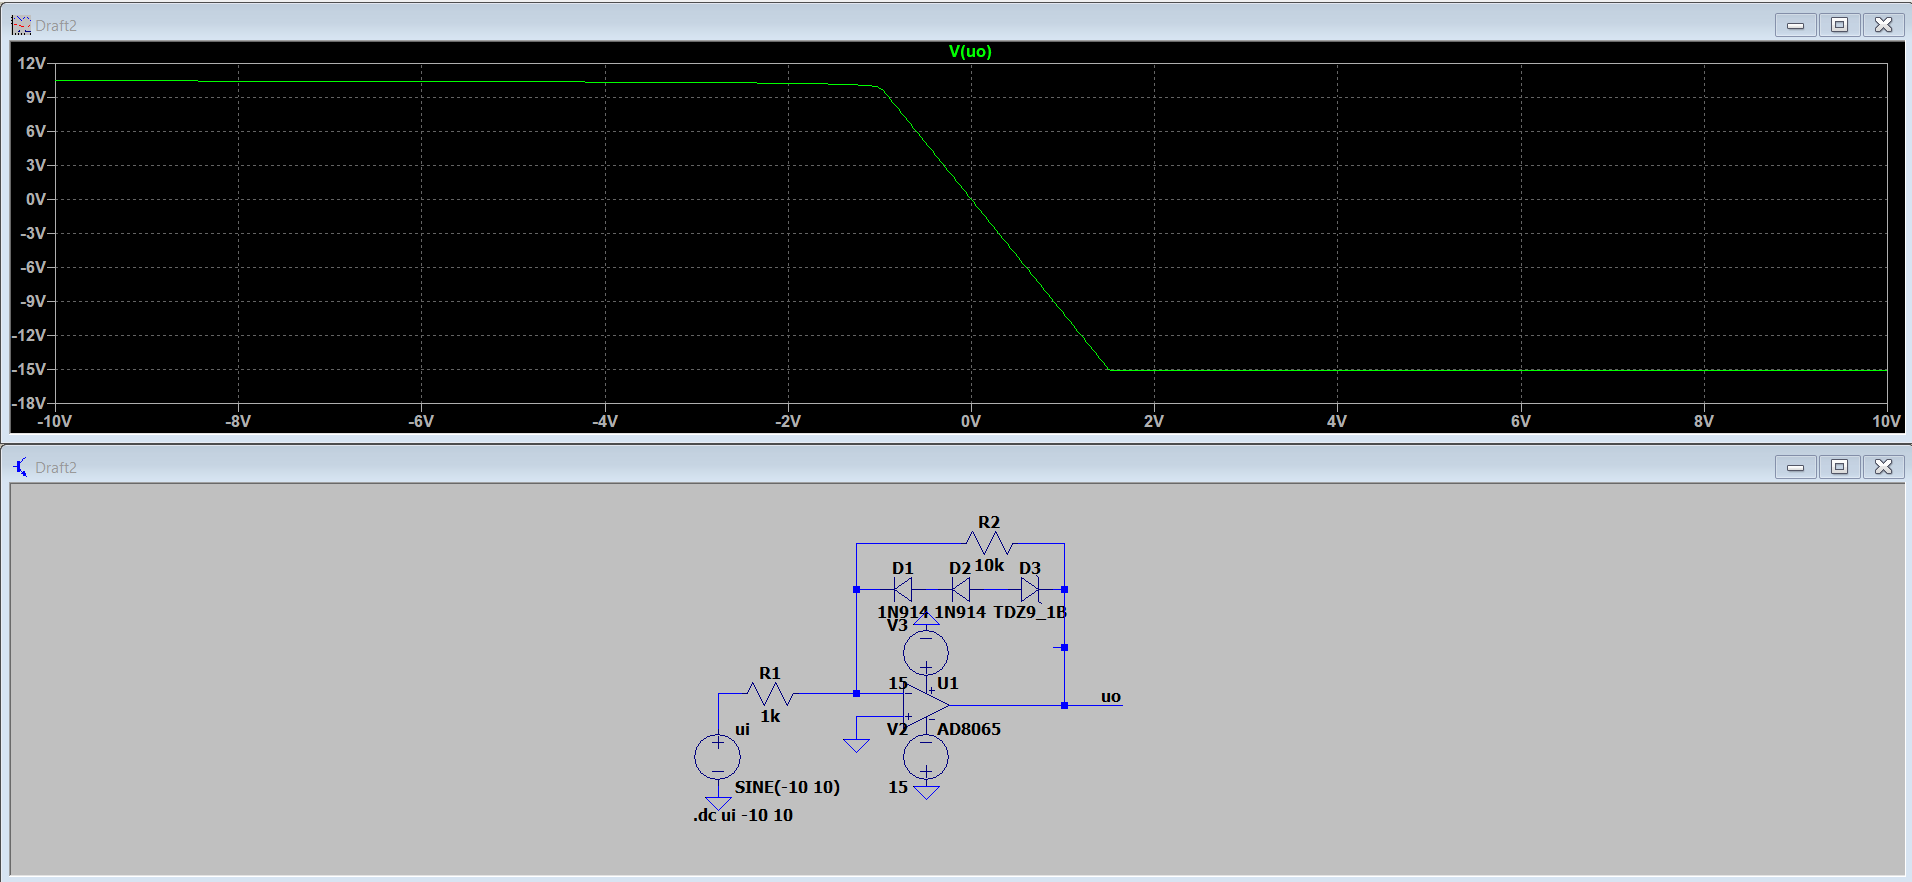 Draft2
V(uo)
12V
9V
6V
3V
0V
-3V
-6V
-9V
-12V
-15V
-18V
-10V -8V -6V -4V -2V 0V 2V 4V 6V 8V 10V
Draft2
R2
10k
D1 D2 D3
1N914 1N914 TDZ9_1B
V3
15 U1
R1
1k
uo
ui
V2 AD8065
SINE(-10 10)
15
.dc ui -10 10